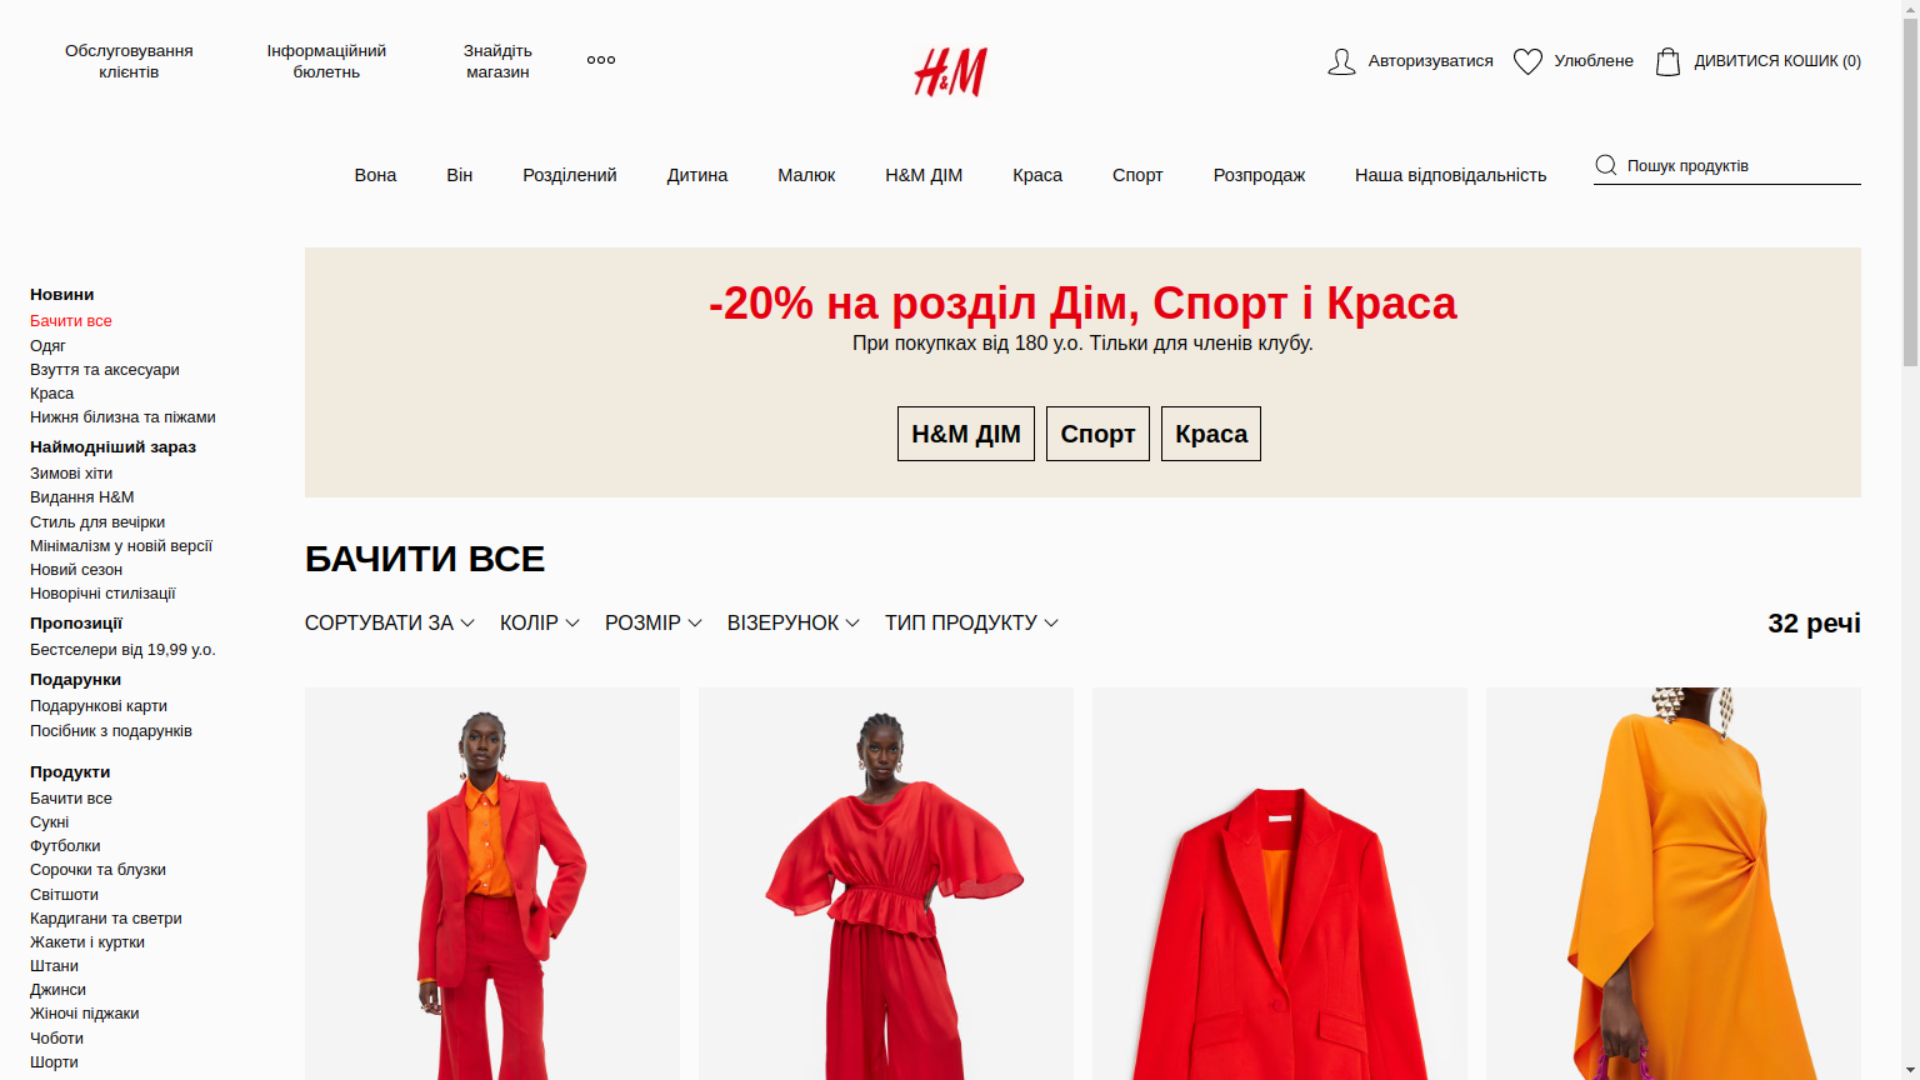 Обслуговування
клієнтів
Інформаційний
бюлетнь
Знайдіть
магазин
H&M
Авторизуватися
Улюблене
ДИВИТИСЯ КОШИК (0)
Вона
Він
Розділений
Дитина
Малюк
H&M ДІМ
Краса
Спорт
Розпродаж
Наша відповідальність
Пошук продуктів
Новини
Бачити все
Одяг
Взуття та аксесуари
Краса
Нижня білизна та піжами
Наймодніший зараз
Зимові хіти
Видання H&M
Стиль для вечірки
Мінімалізм у новій версії
Новий сезон
Новорічні стилізації
Пропозиції
Бестселери від 19,99 у.о.
Подарунки
Подарункові карти
Посібник з подарунків
Продукти
Бачити все
Сукні
Футболки
Сорочки та блузки
Світшоти
Кардигани та светри
Жакети і куртки
Штани
Джинси
Жіночі піджаки
Чоботи
Шорти
-20% на розділ Дім, Спорт і Краса
При покупках від 180 у.о. Тільки для членів клубу.
H&M ДІМ
Спорт
Краса
БАЧИТИ ВСЕ
СОРТУВАТИ ЗА
КОЛІР
РОЗМІР
ВІЗЕРУНОК
ТИП ПРОДУКТУ
32 речі